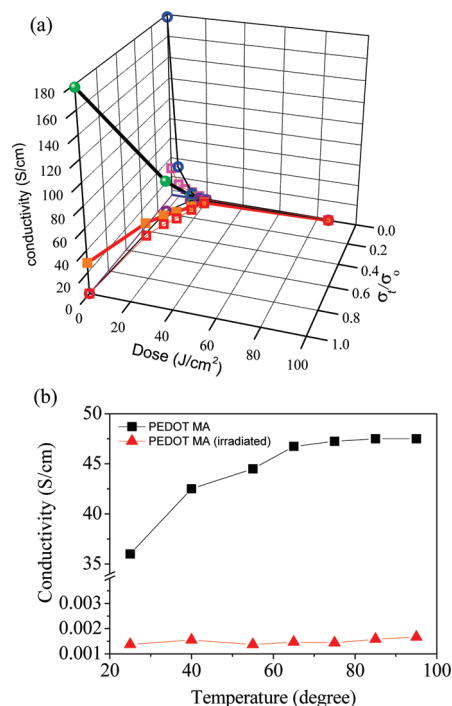 (a)
180
160
140
120
100
80
60
40
20
0
conductivity (S/cm)
0
20
40
60
80
100
Dose (J/cm²)
0.0
0.2
0.4
0.6
0.8
1.0
σt/σo
(b)
50
45
40
35
0.003
0.002
0.001
Conductivity (S/cm)
PEDOT MA
PEDOT MA (irradiated)
20 40 60 80 100
Temperature (degree)